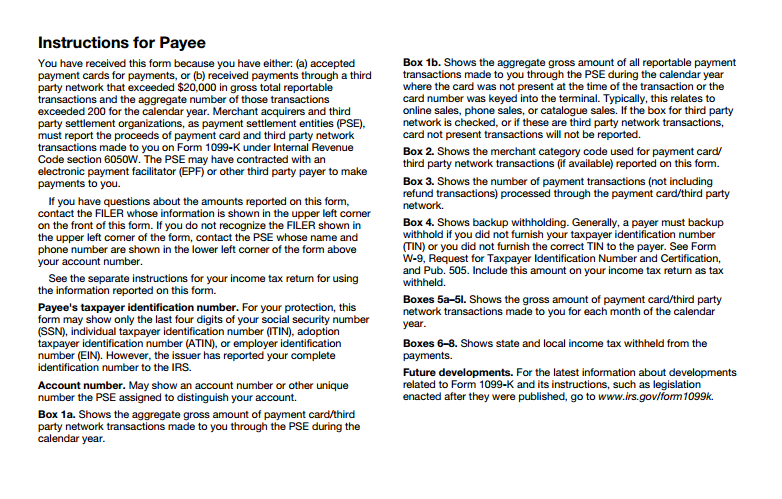 Instructions for Payee
You have received this form because you have either: (a) accepted
payment cards for payments, or (b) received payments through a third
party network that exceeded $20,000 in gross total reportable
transactions and the aggregate number of those transactions
exceeded 200 for the calendar year. Merchant acquirers and third
party settlement organizations, as payment settlement entities (PSE),
must report the proceeds of payment card and third party network
transactions made to you on Form 1099-K under Internal Revenue
Code section 6050W. The PSE may have contracted with an
electronic payment facilitator (EPF) or other third party payer to make
payments to you.
If you have questions about the amounts reported on this form,
contact the FILER whose information is shown in the upper left corner
on the front of this form. If you do not recognize the FILER shown in
the upper left corner of the form, contact the PSE whose name and
phone number are shown in the lower left corner of the form above
your account number.
See the separate instructions for your income tax return for using
the information reported on this form.
Payee's taxpayer identification number. For your protection, this
form may show only the last four digits of your social security number
(SSN), individual taxpayer identification number (ITIN), adoption
taxpayer identification number (ATIN), or employer identification
number (EIN). However, the issuer has reported your complete
identification number to the IRS.
Account number. May show an account number or other unique
number the PSE assigned to distinguish your account.
Box 1a. Shows the aggregate gross amount of payment card/third
party network transactions made to you through the PSE during the
calendar year.
Box 1b. Shows the aggregate gross amount of all reportable payment
transactions made to you through the PSE during the calendar year
where the card was not present at the time of the transaction or the
card number was keyed into the terminal. Typically, this relates to
online sales, phone sales, or catalogue sales. If the box for third party
network is checked, or if these are third party network transactions,
card not present transactions will not be reported.
Box 2. Shows the merchant category code used for payment card/
third party network transactions (if available) reported on this form.
Box 3. Shows the number of payment transactions (not including
refund transactions) processed through the payment card/third party
network.
Box 4. Shows backup withholding. Generally, a payer must backup
withhold if you did not furnish your taxpayer identification number
(TIN) or you did not furnish the correct TIN to the payer. See Form
W-9, Request for Taxpayer Identification Number and Certification,
and Pub. 505. Include this amount on your income tax return as tax
withheld.
Boxes 5a-5l. Shows the gross amount of payment card/third party
network transactions made to you for each month of the calendar
year.
Boxes 6-8. Shows state and local income tax withheld from the
payments.
Future developments. For the latest information about developments
related to Form 1099-K and its instructions, such as legislation
enacted after they were published, go to www.irs.gov/form1099k.